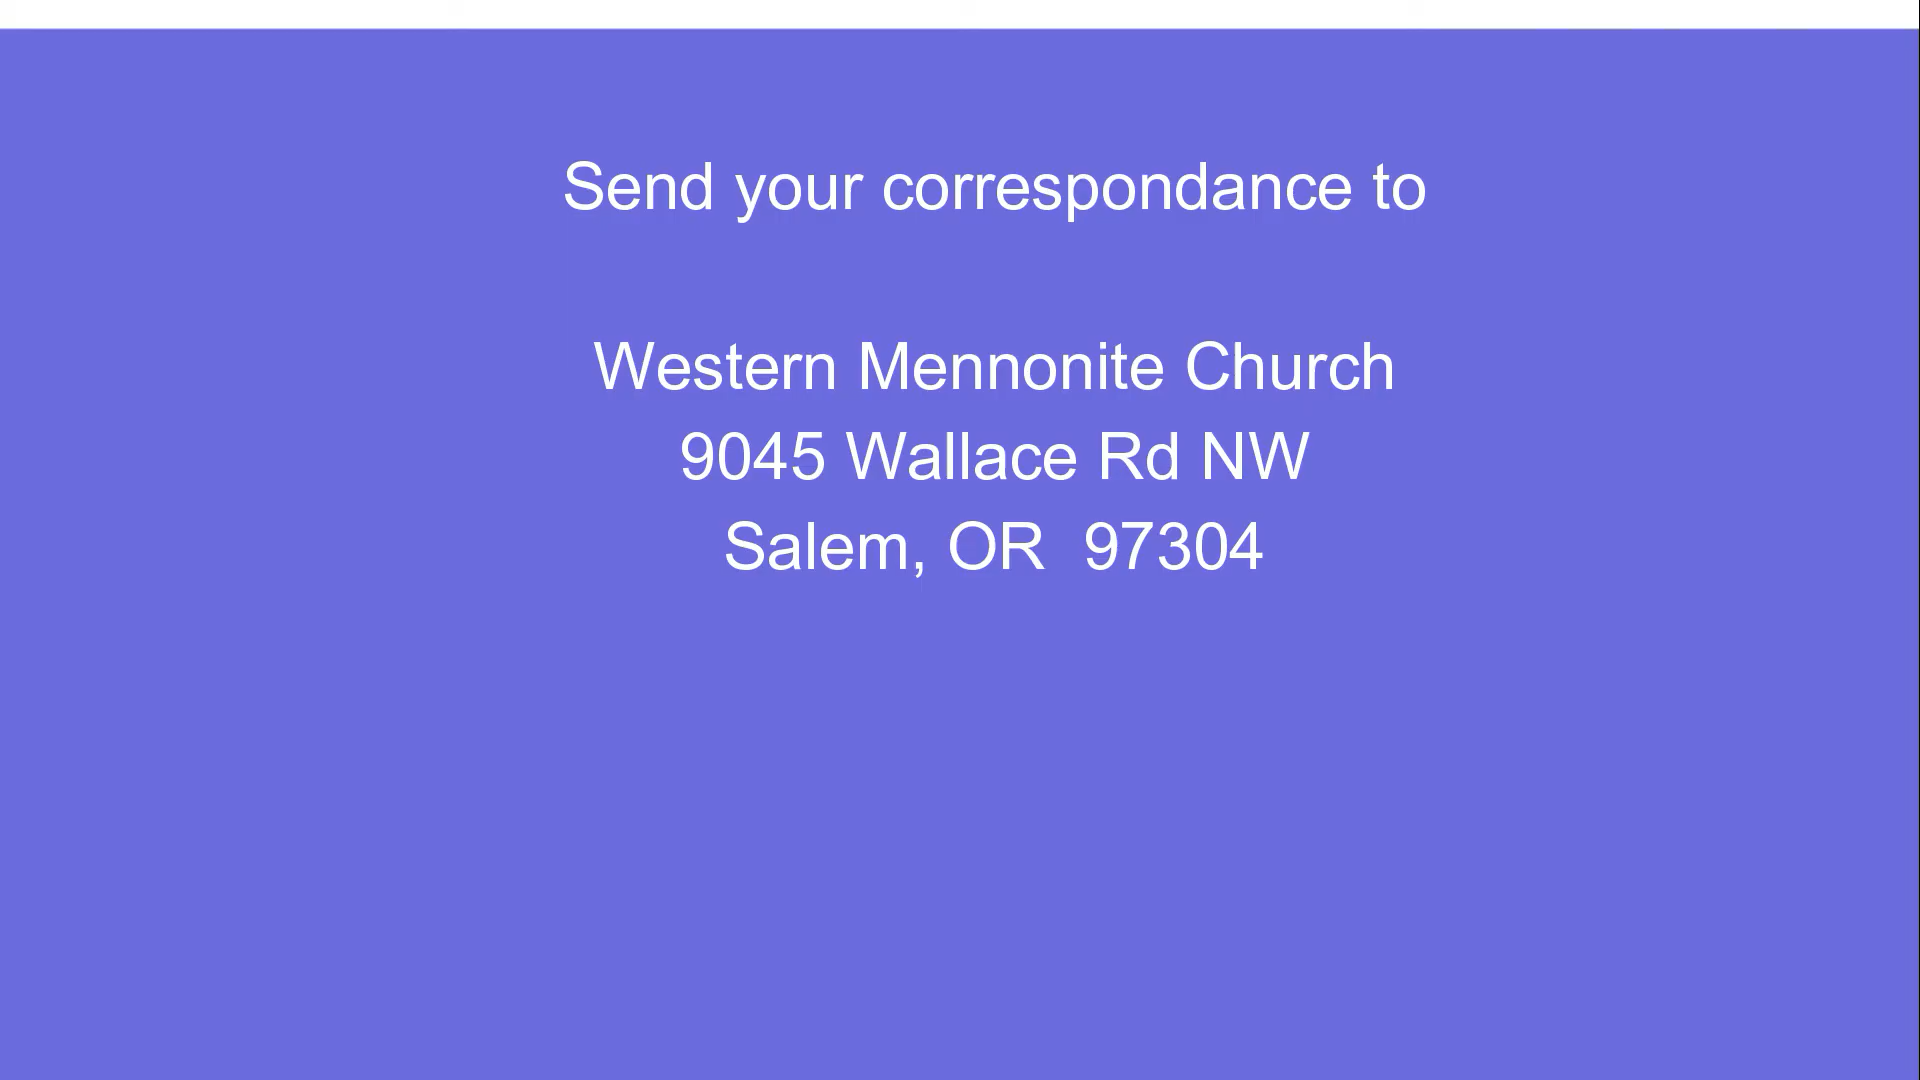 Send your correspondance to
Western Mennonite Church
9045 Wallace Rd NW
Salem, OR  97304